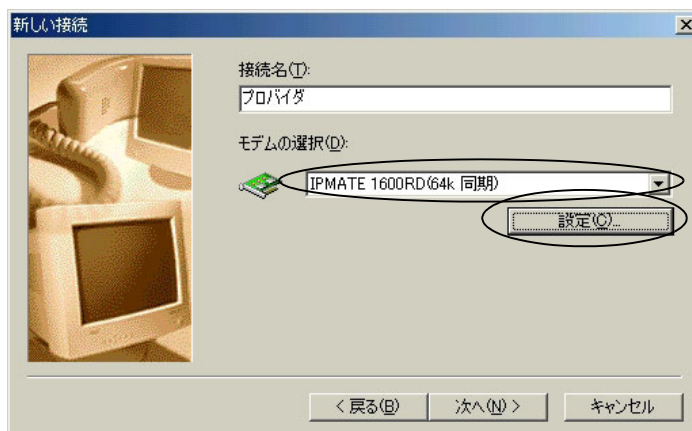 新しい接続
接続名(T):
プロバイダ
モデムの選択(D):
IPMATE 1600RD(64k 同期)
設定(C)...
< 戻る(B)
次へ(N) >
キャンセル